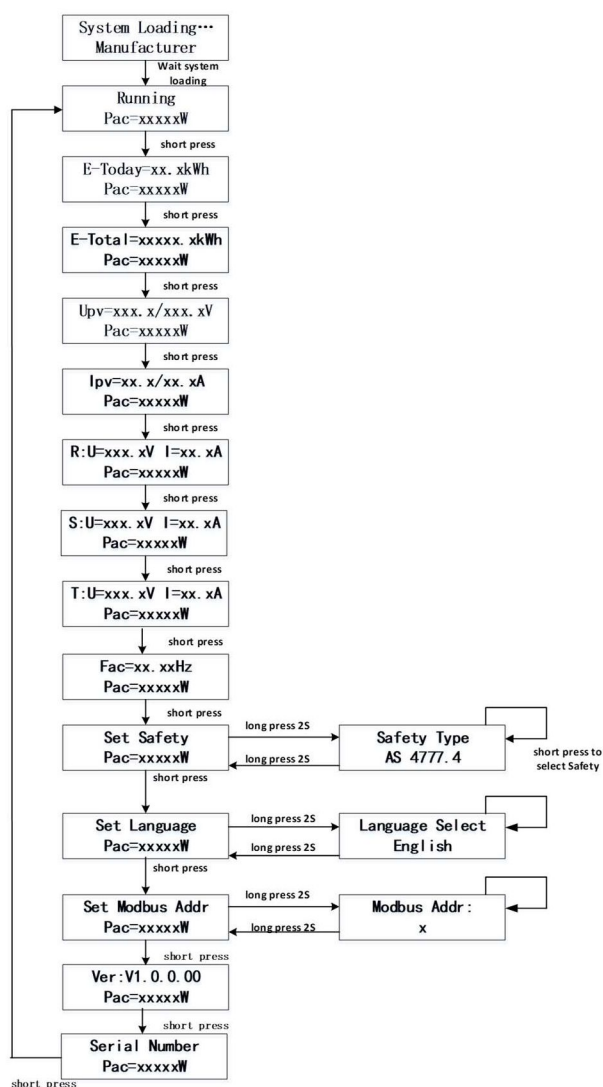 System Loading···
Manufacturer
Wait system
loading
Running
Pac=xxxxxW
short press
E-Today=xx.xkWh
Pac=xxxxxW
short press
E-Total=xxxxx.xkWh
Pac=xxxxxW
short press
Upv=xxx.x/xxx.xV
Pac=xxxxxW
short press
Ipv=xx.x/xx.xA
Pac=xxxxxW
short press
R:U=xxx.xV I=xx.xA
Pac=xxxxxW
short press
S:U=xxx.xV I=xx.xA
Pac=xxxxxW
short press
T:U=xxx.xV I=xx.xA
Pac=xxxxxW
short press
Fac=xx.xxHz
Pac=xxxxxW
short press
Set Safety
Pac=xxxxxW
long press 2S
long press 2S
Safety Type
AS 4777.4
short press to
select Safety
short press
Set Language
Pac=xxxxxW
long press 2S
long press 2S
Language Select
English
short press
Set Modbus Addr
Pac=xxxxxW
long press 2S
long press 2S
Modbus Addr:
x
short press
Ver:V1.0.0.00
Pac=xxxxxW
short press
Serial Number
Pac=xxxxxW
short press